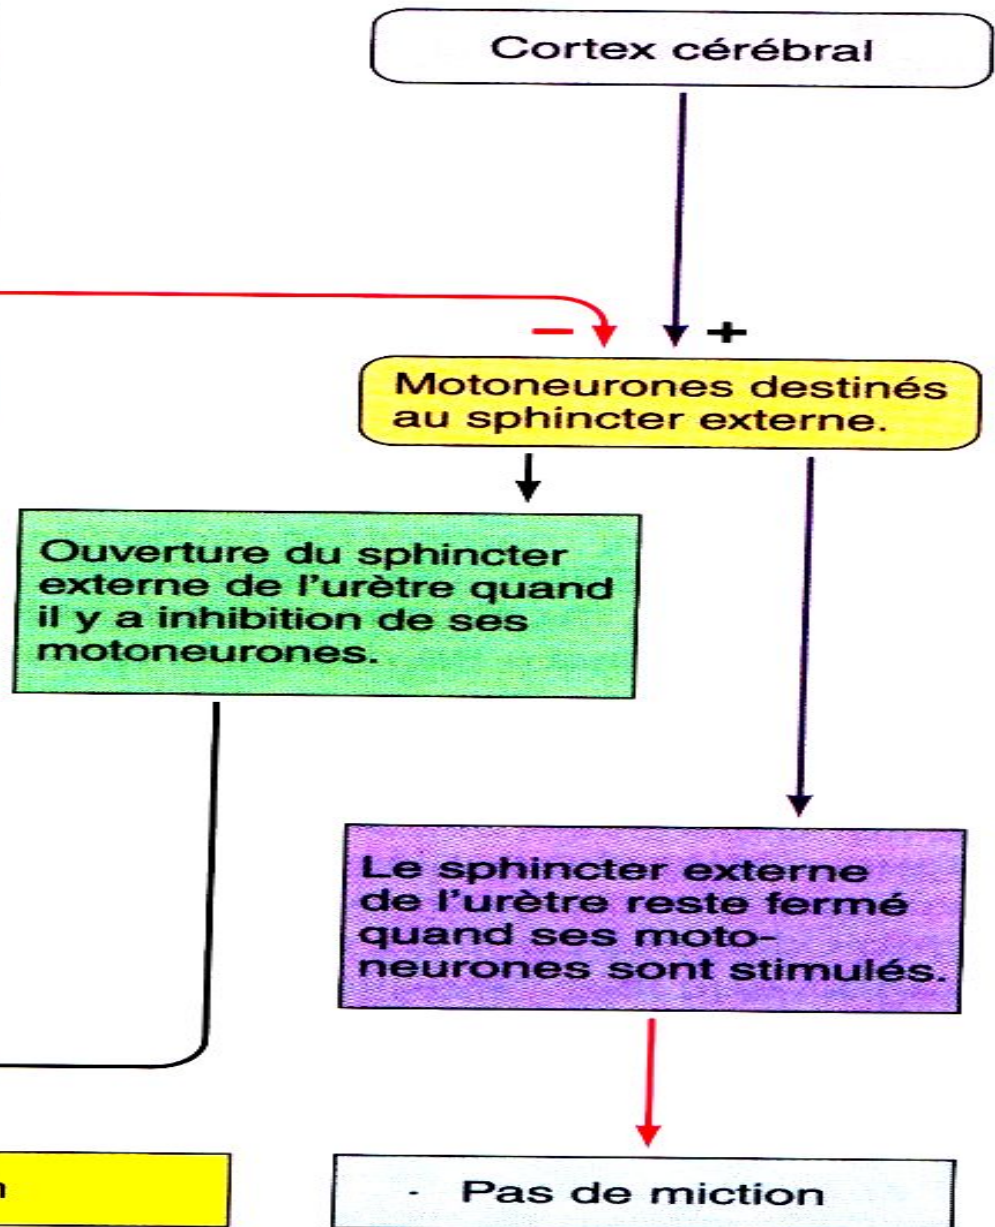 Cortex cérébral
− +
Motoneurones destinés
au sphincter externe.
Ouverture du sphincter
externe de l'urètre quand
il y a inhibition de ses
motoneurones.
Le sphincter externe
de l'urètre reste fermé
quand ses moto-
neurones sont stimulés.
n
Pas de miction